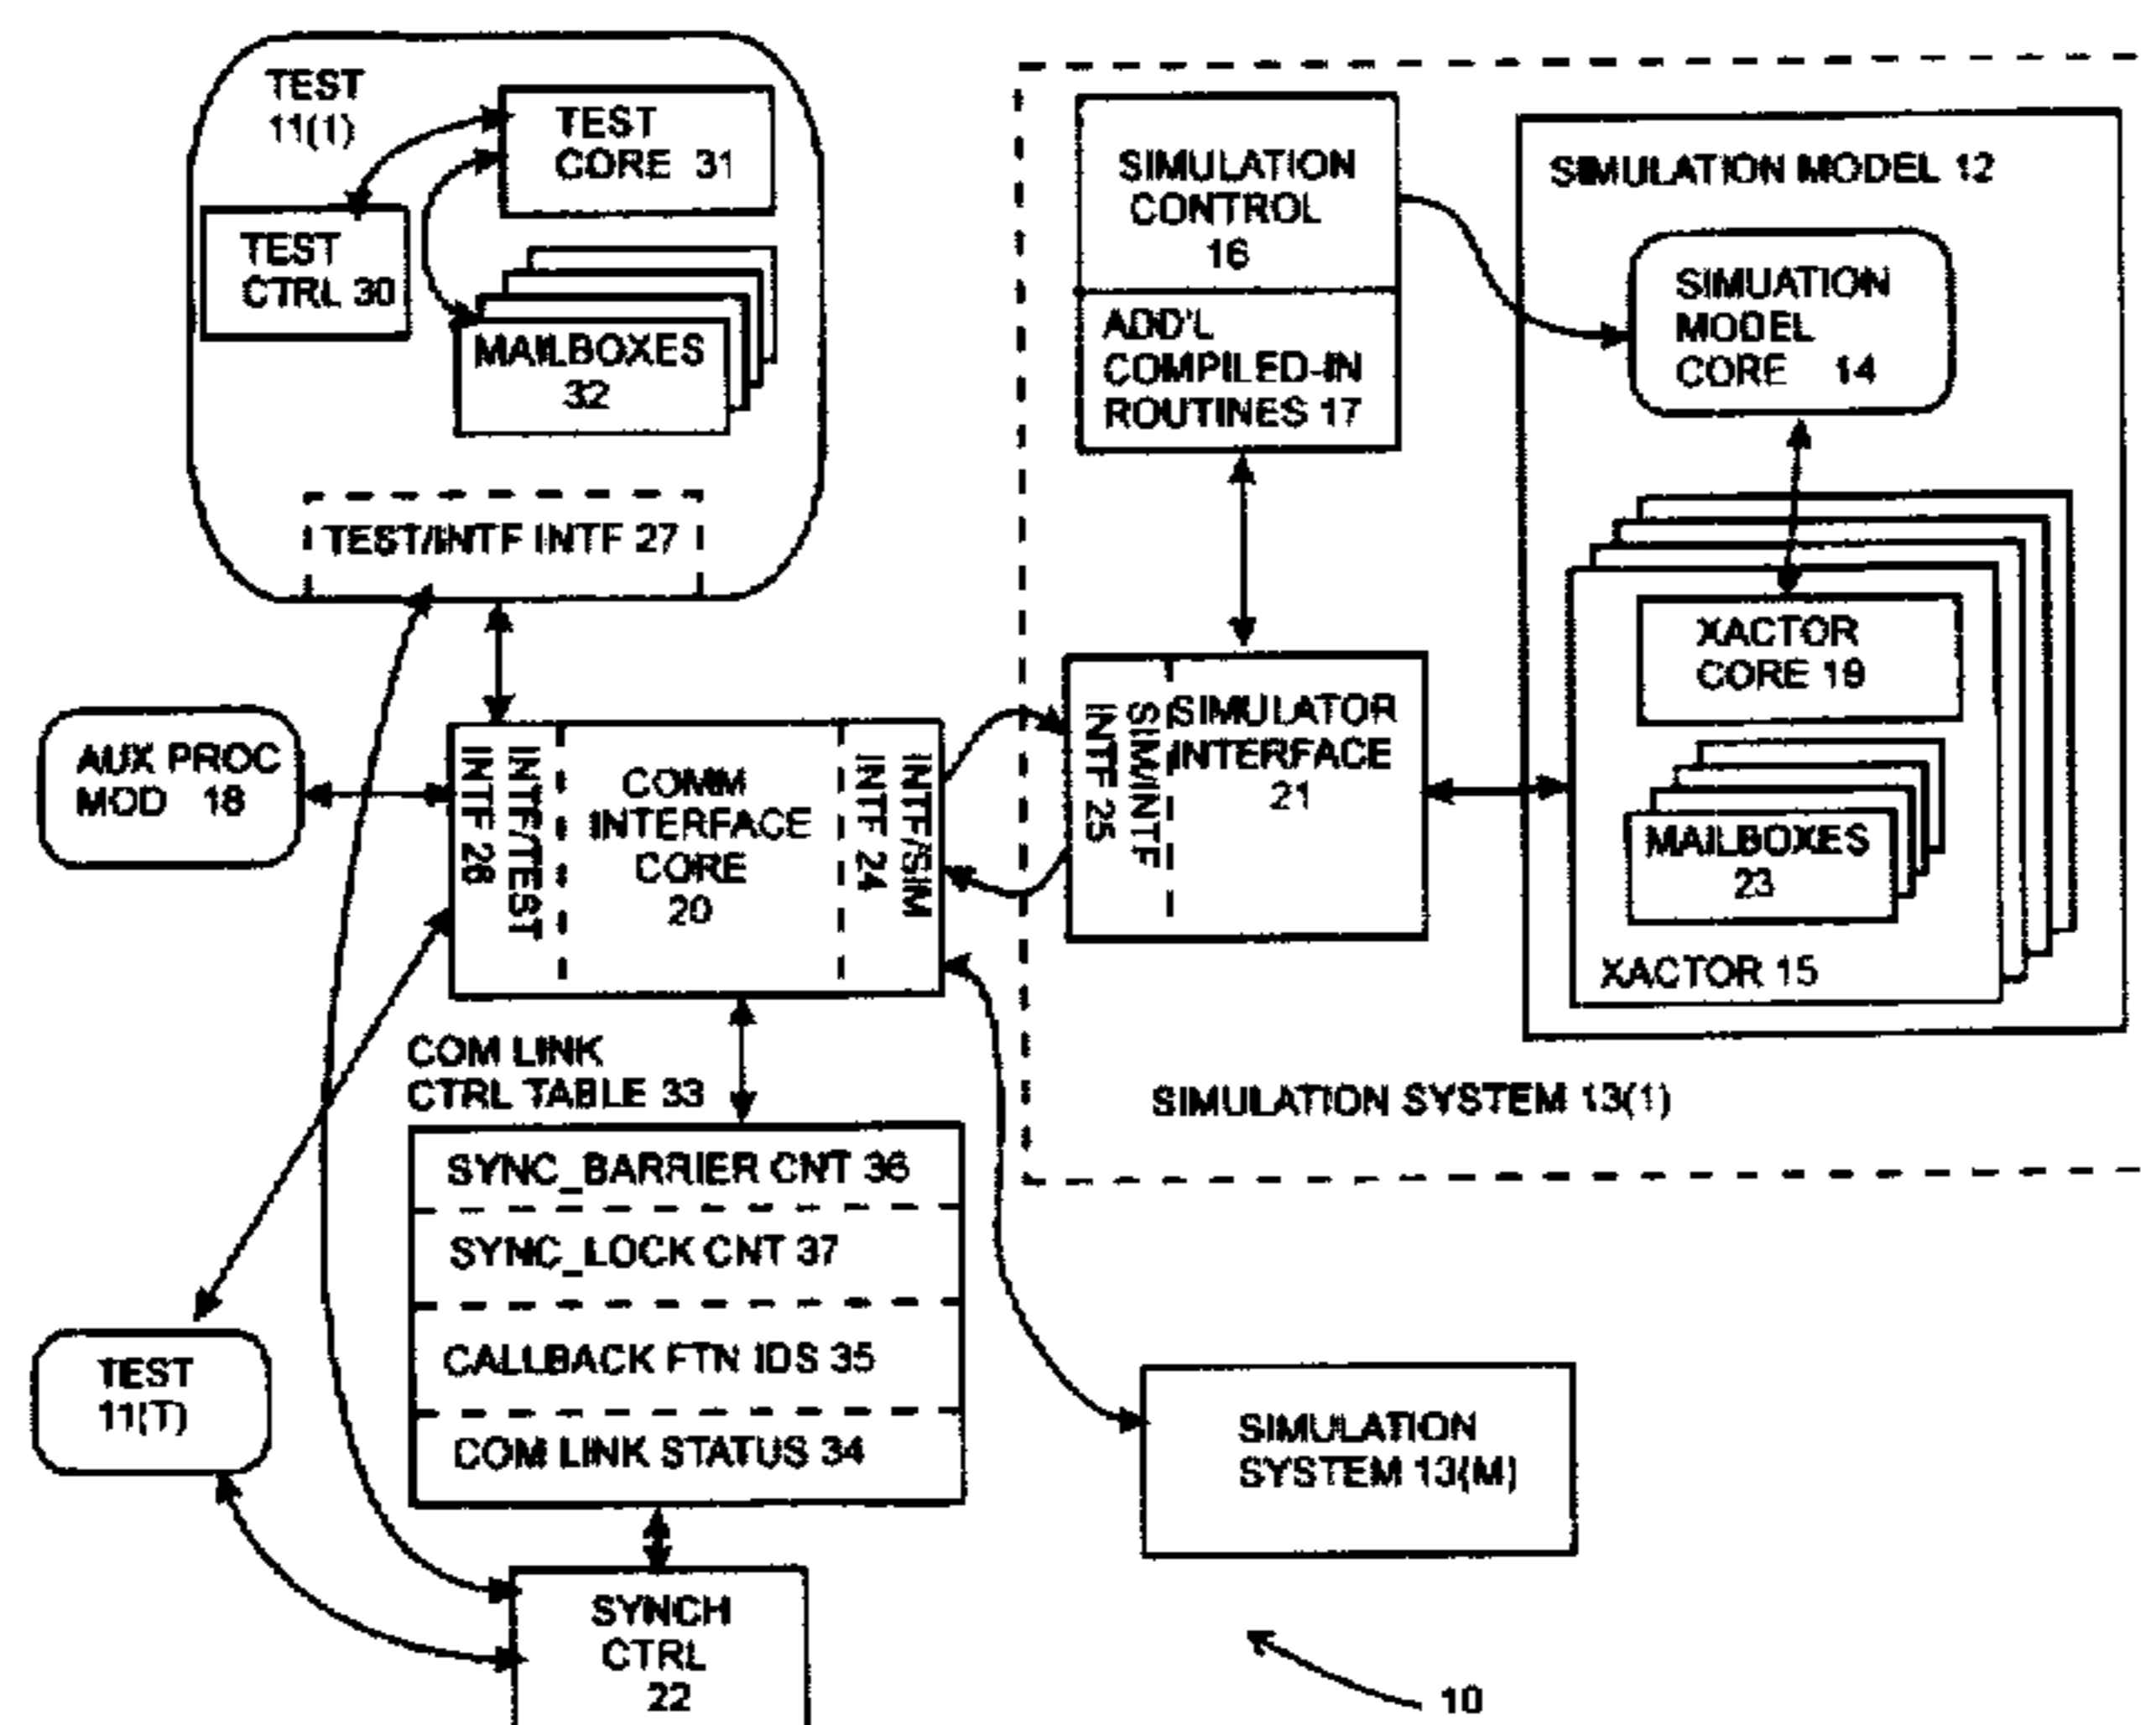 TEST
11(1)
TEST
CORE 31
TEST
CTRL 30
MAILBOXES
32
TEST/INTF INTF 27
SIMULATION
CONTROL
16
ADD'L
COMPILED-IN
ROUTINES 17
SIMULATION MODEL 12
SIMUATION
MODEL
CORE 14
XACTOR
CORE 19
MAILBOXES
23
XACTOR 15
AUX PROC
MOD 18
INTF/TEST
INTF 26
COMM
INTERFACE
CORE
20
INTF/SIM
INTF 24
SIM/INTF
INTF 25
SIMULATOR
INTERFACE
21
SIMULATION SYSTEM 13(1)
COM LINK
CTRL TABLE 33
SYNC_BARRIER CNT 36
SYNC_LOCK CNT 37
CALLBACK FTN IDS 35
COM LINK STATUS 34
TEST
11(T)
SIMULATION
SYSTEM 13(M)
SYNCH
CTRL
22
10